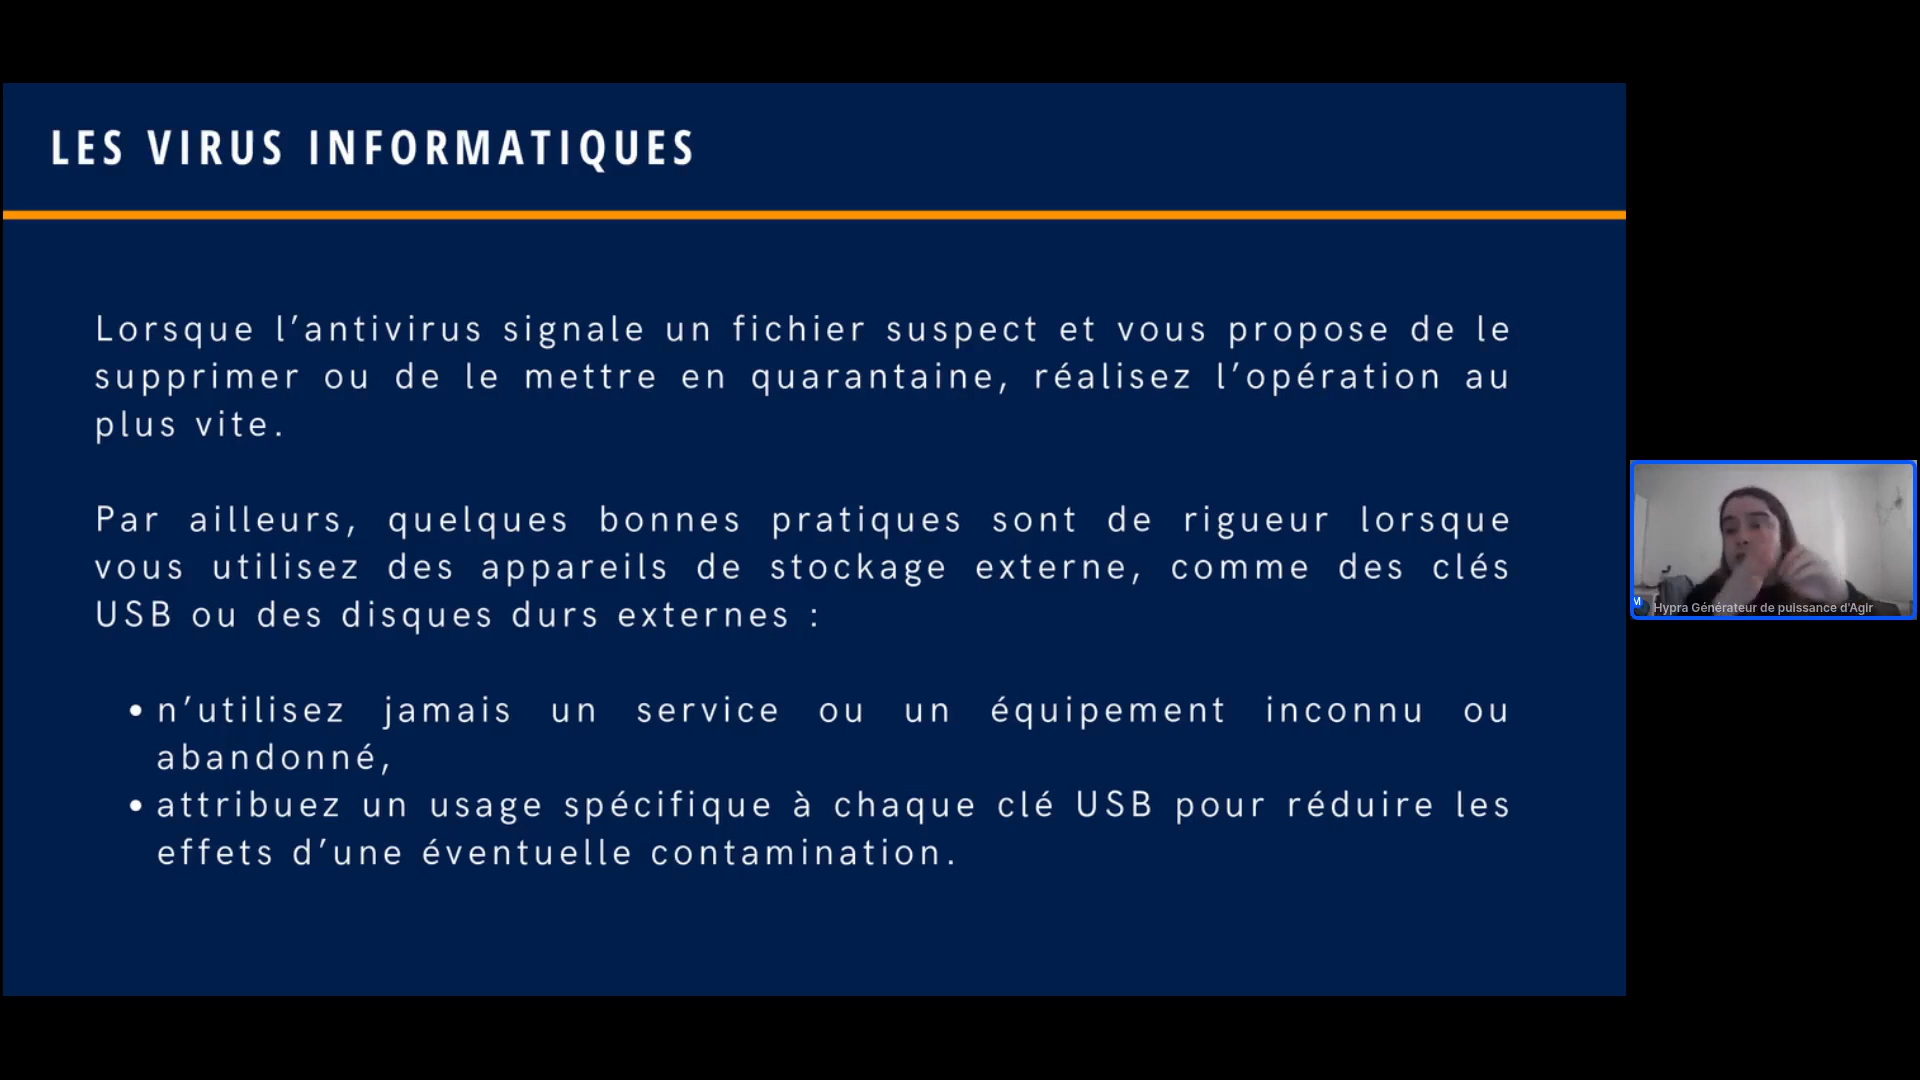 LES VIRUS INFORMATIQUES
Lorsque l’antivirus signale un fichier suspect et vous propose de le
supprimer ou de le mettre en quarantaine, réalisez l’opération au
plus vite.
Par ailleurs, quelques bonnes pratiques sont de rigueur lorsque
vous utilisez des appareils de stockage externe, comme des clés
USB ou des disques durs externes :
• n’utilisez jamais un service ou un équipement inconnu ou
abandonné,
• attribuez un usage spécifique à chaque clé USB pour réduire les
effets d’une éventuelle contamination.
Hypra Générateur de puissance d'Agir